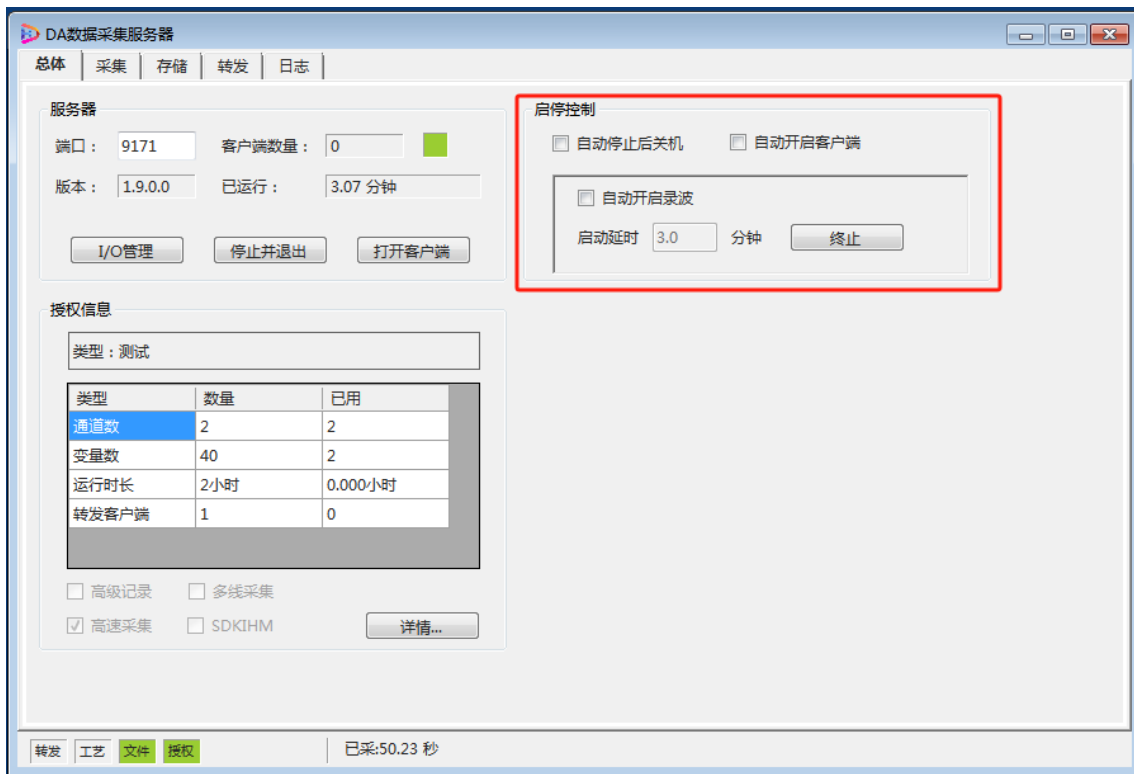 DA数据采集服务器
总体 采集 存储 转发 日志
服务器
端口： 9171 客户端数量： 0
版本： 1.9.0.0 已运行： 3.07 分钟
I/O管理 停止并退出 打开客户端
启停控制
自动停止后关机 自动开启客户端
自动开启录波
启动延时 3.0 分钟 终止
授权信息
类型：测试
类型 数量 已用
通道数 2 2
变量数 40 2
运行时长 2小时 0.000小时
转发客户端 1 0
高级记录 多线采集
高速采集 SDKIHM 详情...
转发 工艺 文件 授权 已采:50.23 秒